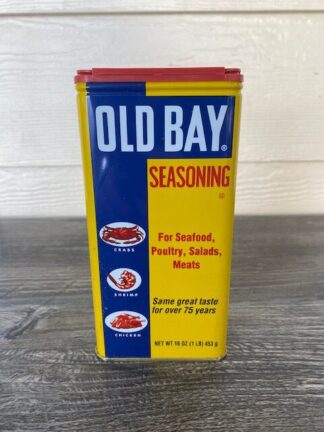 OLD BAY®
SEASONING
CRABS
For Seafood,
Poultry, Salads,
Meats
SHRIMP
Same great taste
for over 75 years
CHICKEN
NET WT 16 OZ (1 LB) 453 g